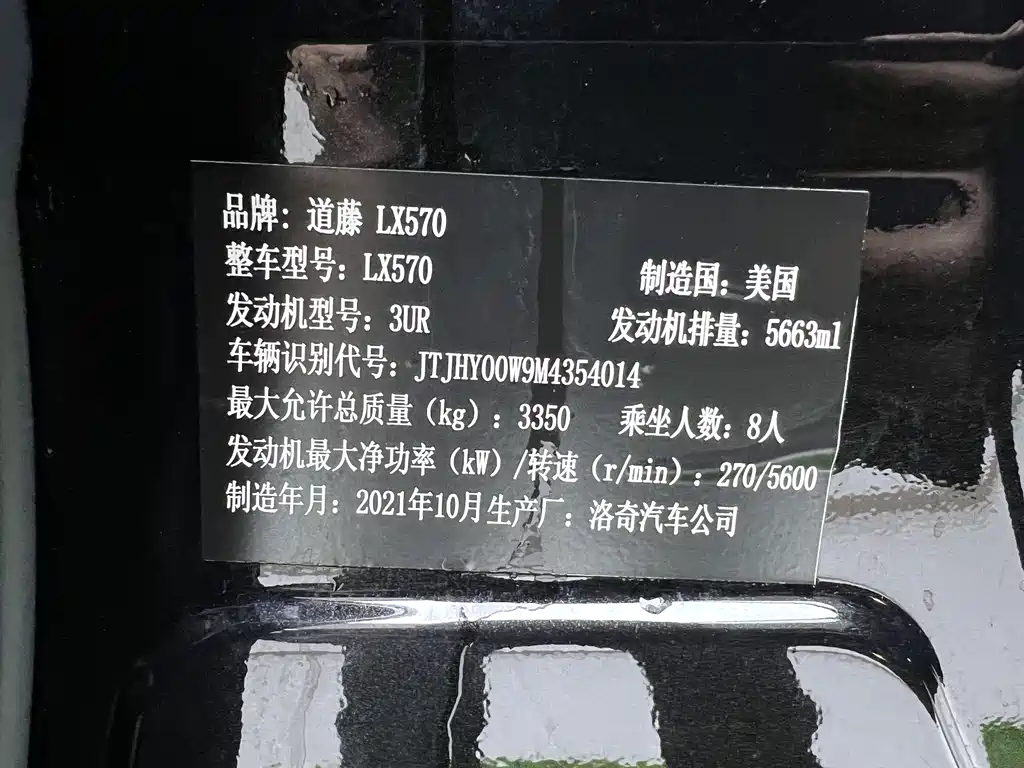 品牌：道藤 LX570
整车型号：LX570
制造国：美国
发动机型号：3UR
发动机排量：5663ml
车辆识别代号：JTJHY00W9M4354014
最大允许总质量（kg）：3350 乘坐人数：8人
发动机最大净功率（kW）/转速（r/min）：270/5600
制造年月：2021年10月生产厂：洛奇汽车公司